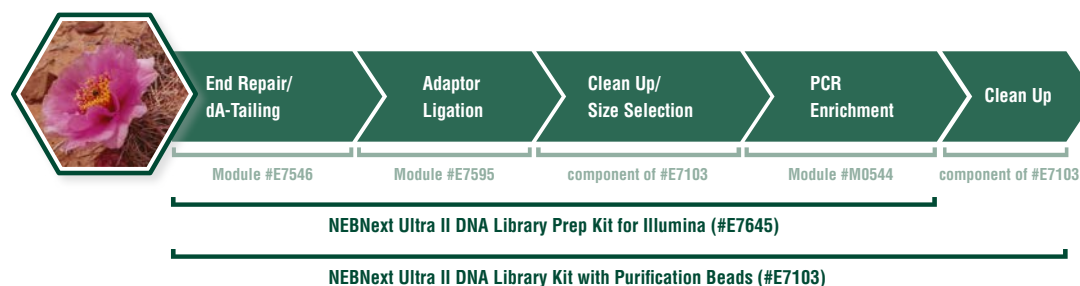 End Repair/
dA-Tailing
Adaptor
Ligation
Clean Up/
Size Selection
PCR
Enrichment
Clean Up
Module #E7546
Module #E7595
component of #E7103
Module #M0544
component of #E7103
NEBNext Ultra II DNA Library Prep Kit for Illumina (#E7645)
NEBNext Ultra II DNA Library Kit with Purification Beads (#E7103)